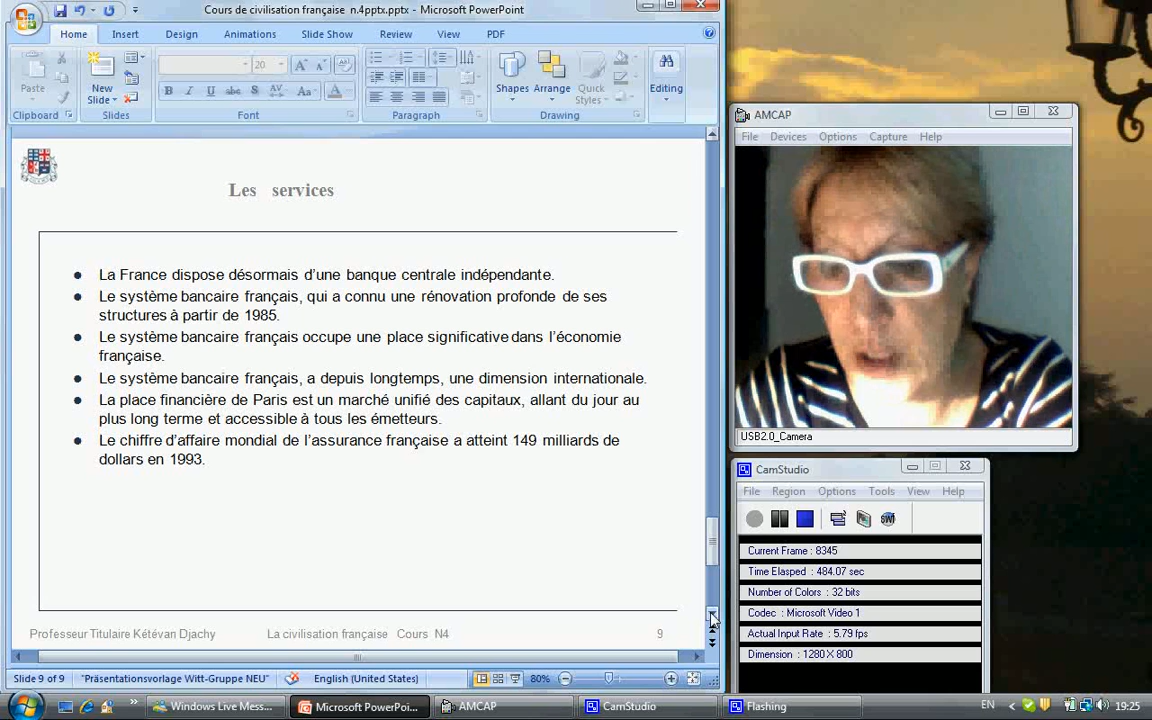 Cours de civilisation française n.4pptx.pptx - Microsoft PowerPoint
Home Insert Design Animations Slide Show Review View PDF
Paste
New
Slide
20
B I U abc S AV Aa A
Shapes Arrange Quick
Styles
Editing
Clipboard Slides Font Paragraph Drawing
Les services
La France dispose désormais d'une banque centrale indépendante.
Le système bancaire français, qui a connu une rénovation profonde de ses
structures à partir de 1985.
Le système bancaire français occupe une place significative dans l'économie
française.
Le système bancaire français, a depuis longtemps, une dimension internationale.
La place financière de Paris est un marché unifié des capitaux, allant du jour au
plus long terme et accessible à tous les émetteurs.
Le chiffre d'affaire mondial de l'assurance française a atteint 149 milliards de
dollars en 1993.
Professeur Titulaire Kétévan Djachy La civilisation française Cours N4 9
Slide 9 of 9 "Präsentationsvorlage Witt-Gruppe NEU" English (United States) 80%
AMCAP
File Devices Options Capture Help
USB2.0_Camera
CamStudio
File Region Options Tools View Help
Current Frame : 8345
Time Elasped : 484.07 sec
Number of Colors : 32 bits
Codec : Microsoft Video 1
Actual Input Rate : 5.79 fps
Dimension : 1280 X 800
Windows Live Mess... Microsoft PowerPoi... AMCAP CamStudio Flashing EN 19:25